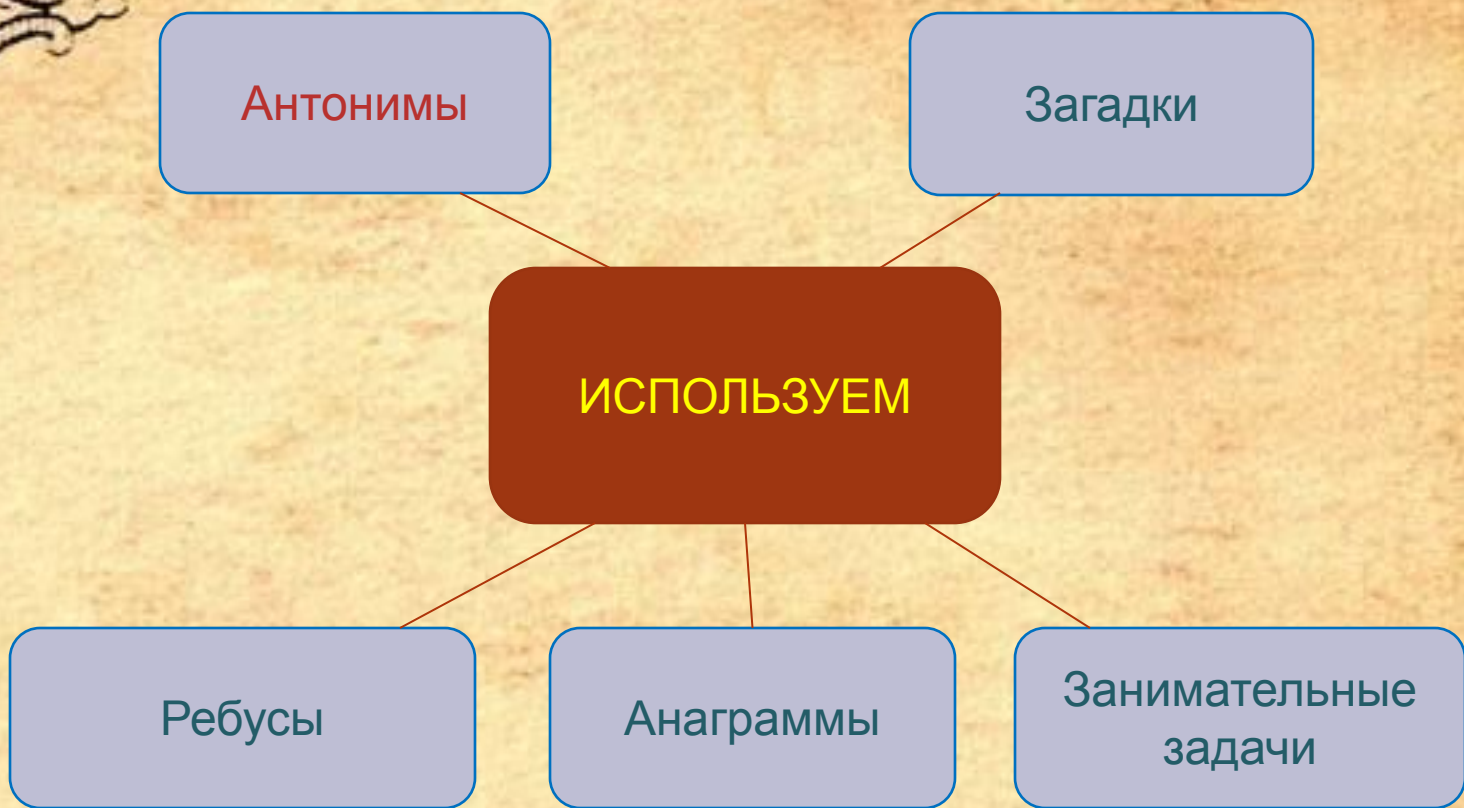 Антонимы
Загадки
ИСПОЛЬЗУЕМ
Ребусы
Анаграммы
Занимательные
задачи